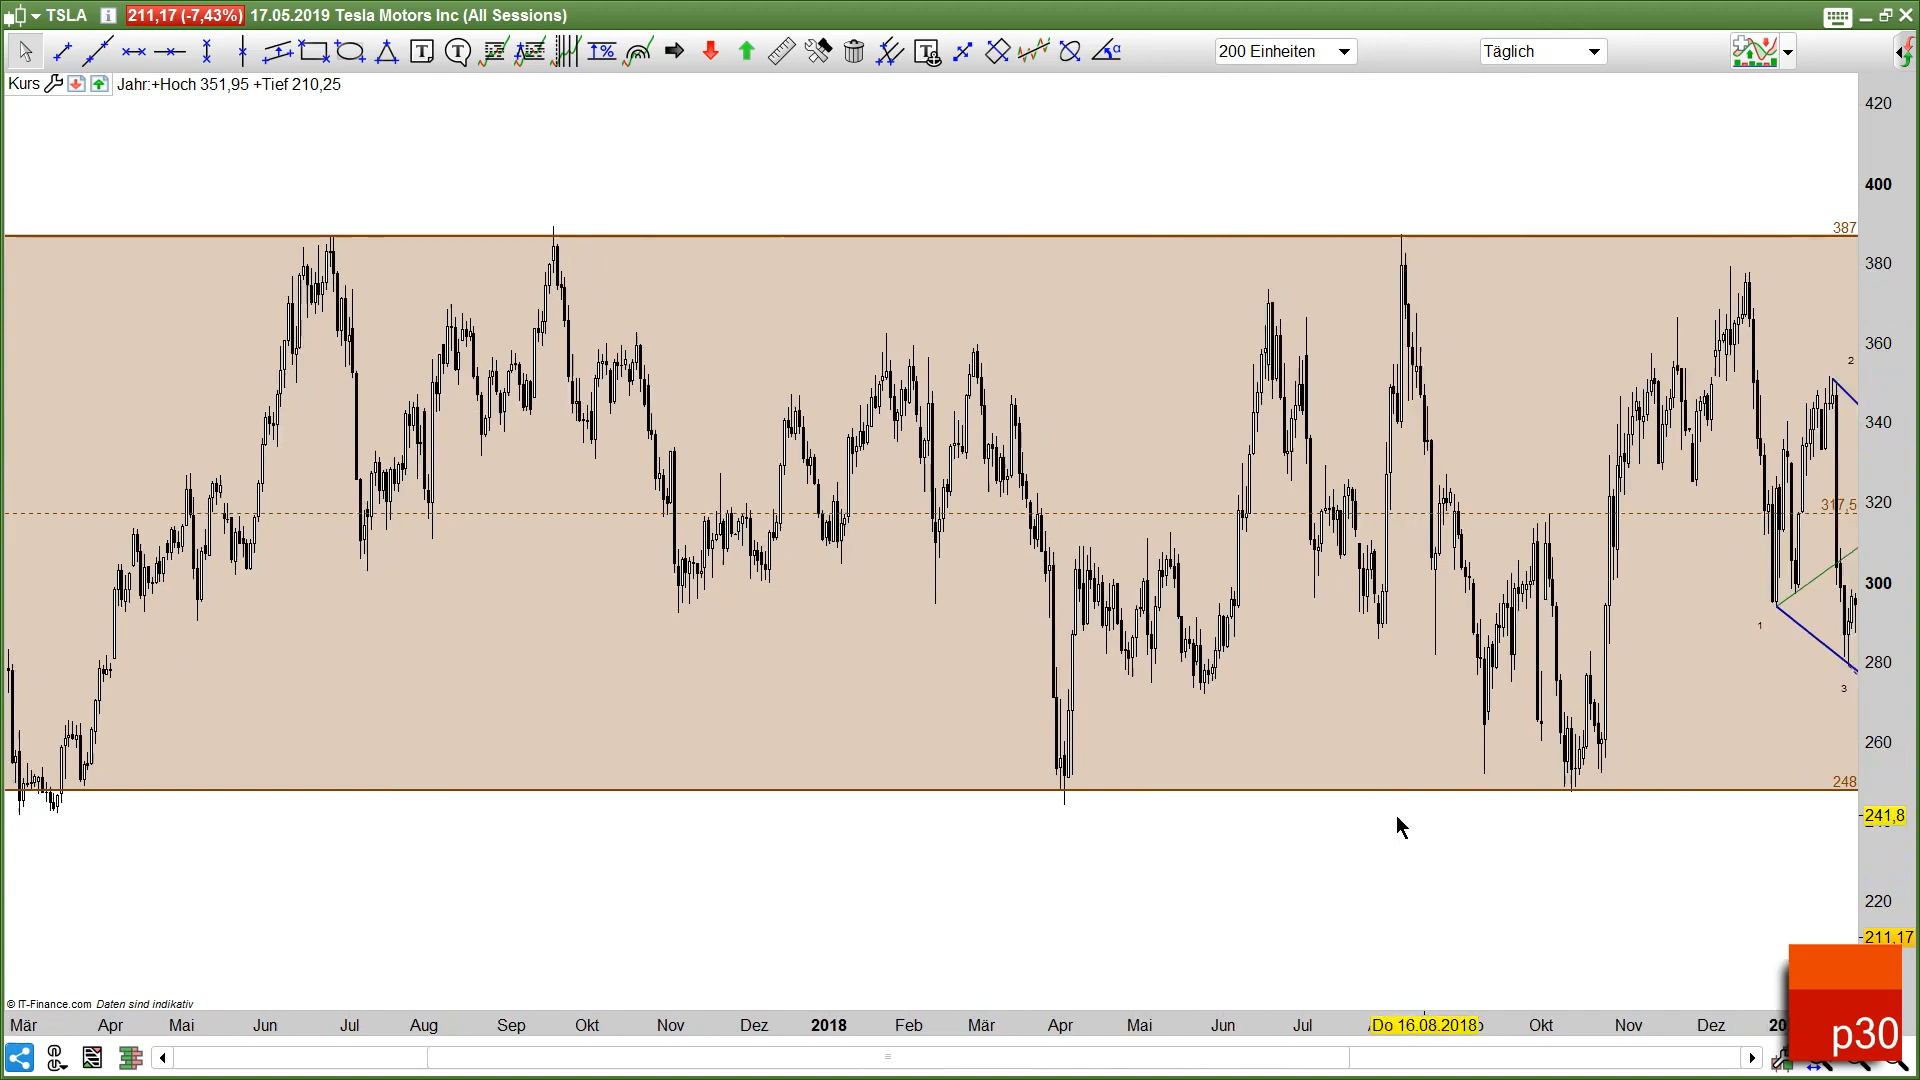 TSLA 211,17 (-7,43%) 17.05.2019 Tesla Motors Inc (All Sessions)
200 Einheiten
Täglich
Kurs Jahr:+Hoch 351,95 +Tief 210,25
420
400
387
380
360
2
340
320
317,5
300
1
280
3
260
248
241,8
220
211,17
© IT-Finance.com Daten sind indikativ
Mär Apr Mai Jun Jul Aug Sep Okt Nov Dez 2018 Feb Mär Apr Mai Jun Jul Do 16.08.2018 Okt Nov Dez
p30